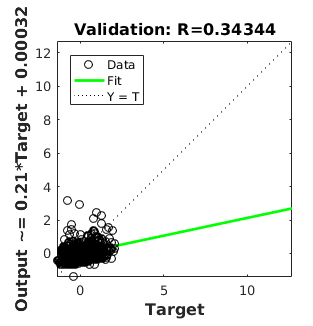 Validation: R=0.34344
Output ~= 0.21*Target + 0.00032
12
10
8
6
4
2
0
Data
Fit
Y = T
0
5
10
Target